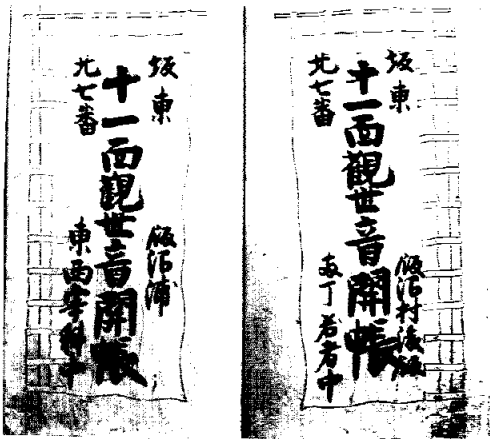 坂東
飯沼村
十一面觀世音開帳
廿七番
若者中
坂東
飯沼浦
十一面觀世音開帳
廿七番
東西
中